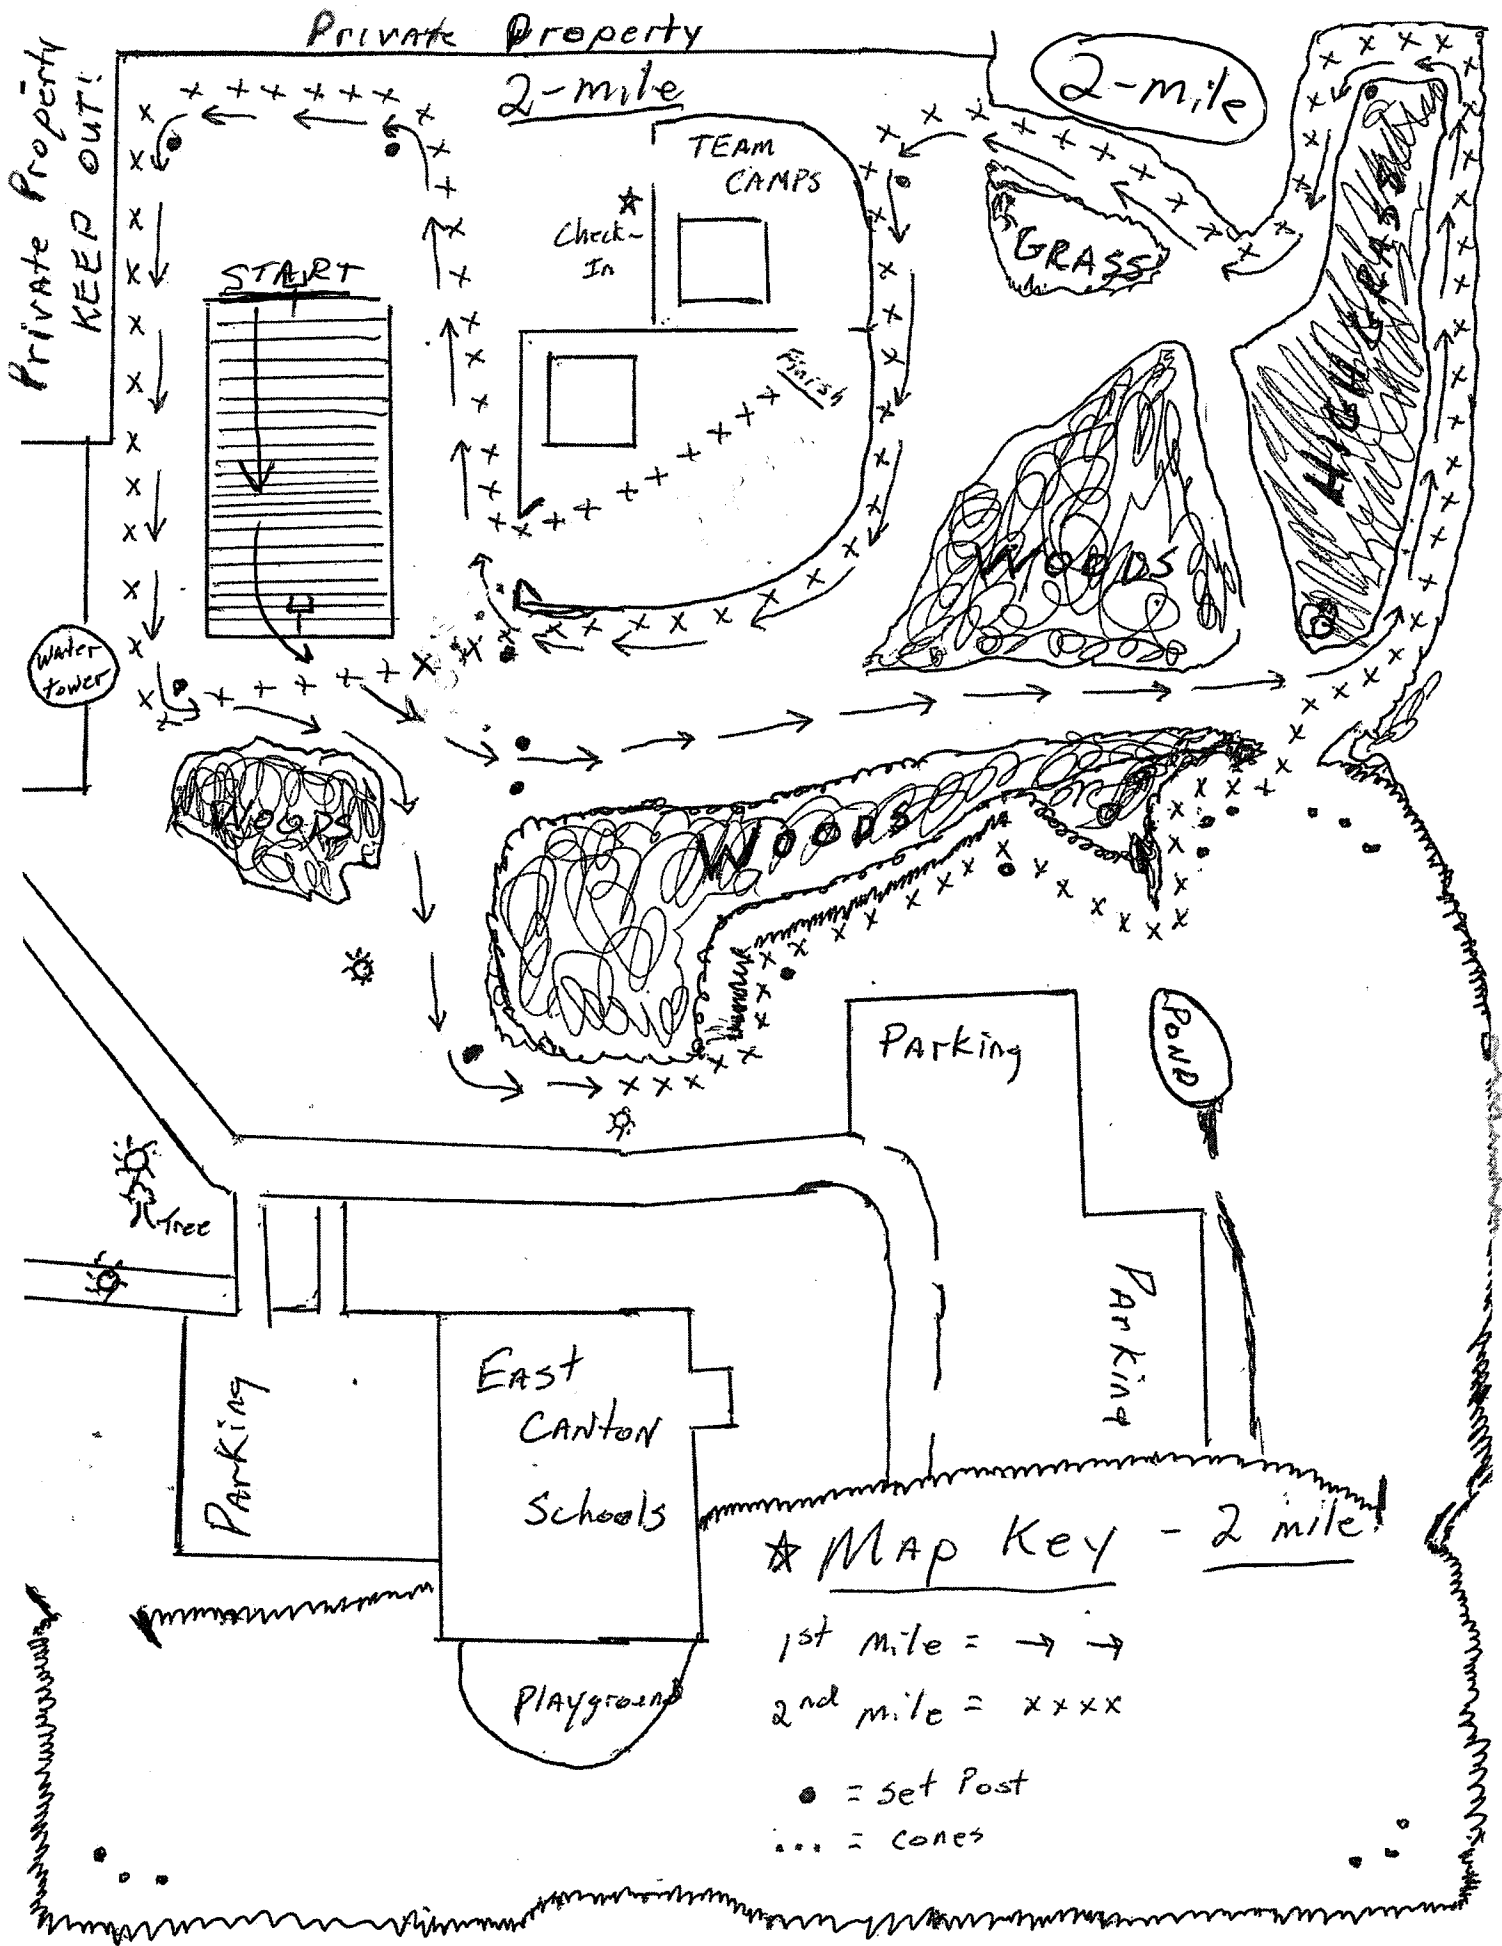 Private Property
Private Property
KEEP OUT!
2-mile
2-mile
TEAM
CAMPS
Check-
In
START
GRASS
HIGH GRASS
Finish
WOODS
Water
tower
WOODS
WOODS
Parking
POND
Tree
Parking
Parking
EAST
CANTON
Schools
Playground
Map Key - 2 mile
1st mile = → →
2nd mile = x x x x
● = set Post
... = cones